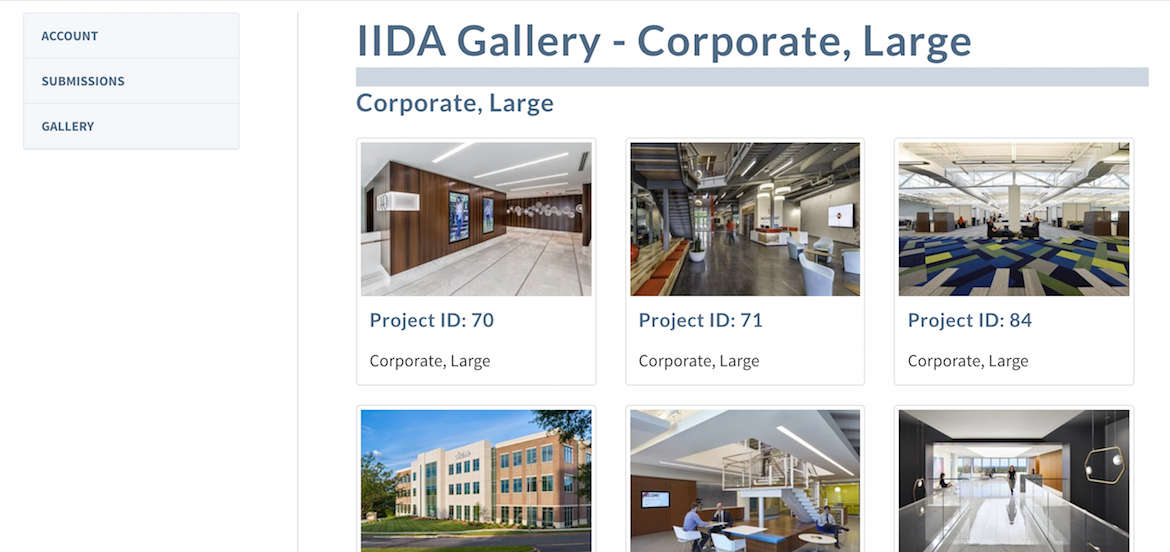 ACCOUNT
SUBMISSIONS
GALLERY
IIDA Gallery - Corporate, Large
Corporate, Large
Project ID: 70
Corporate, Large
Project ID: 71
Corporate, Large
Project ID: 84
Corporate, Large